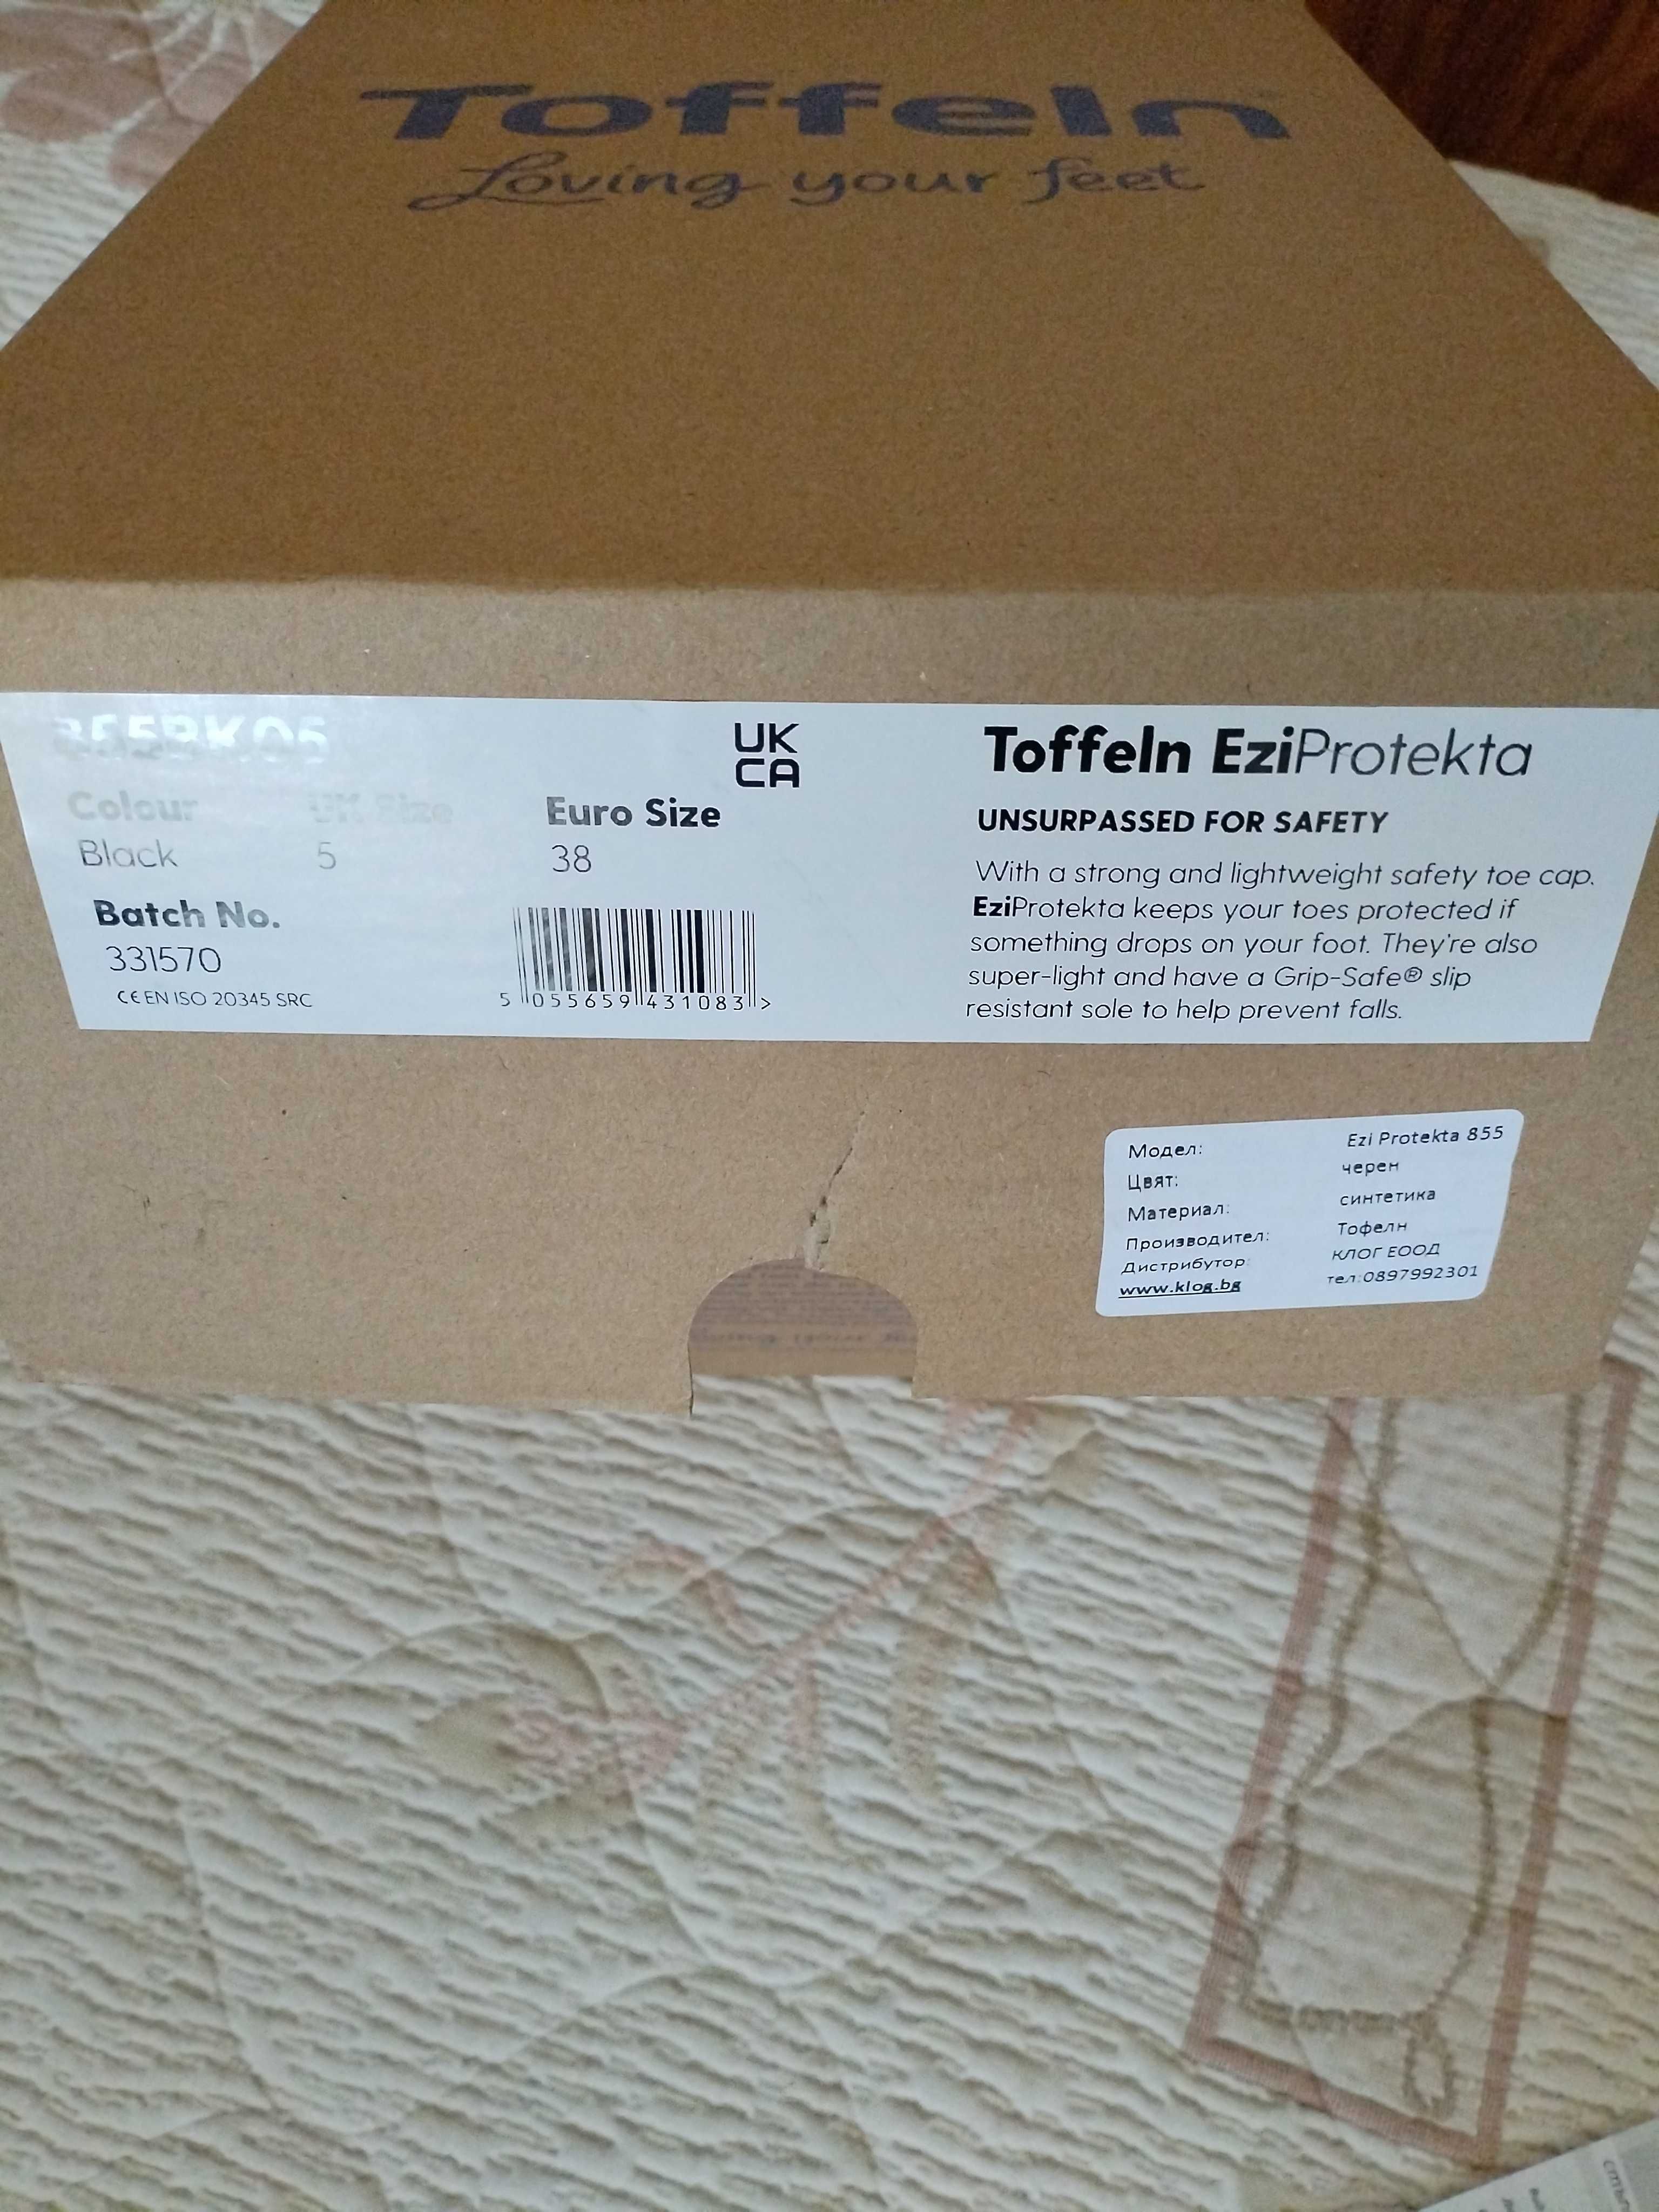 Toffeln
Loving your feet
855BK05
UK
CA
Colour UK Size Euro Size
Black 5 38
Batch No.
331570
CE EN ISO 20345 SRC
5 055659 431083 >
Toffeln EziProtekta
UNSURPASSED FOR SAFETY
With a strong and lightweight safety toe cap.
EziProtekta keeps your toes protected if
something drops on your foot. They're also
super-light and have a Grip-Safe® slip
resistant sole to help prevent falls.
Модел: Ezi Protekta 855
Цвят: черен
Материал: синтетика
Производител: Тофелн
Дистрибутор: КЛОГ ЕООД
www.klog.bg тел:0897992301